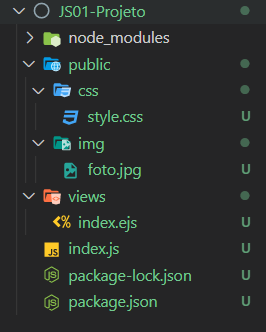 JS01-Projeto
node_modules
public
css
style.css U
img
foto.jpg U
views
index.ejs U
JS index.js U
package-lock.json U
package.json U